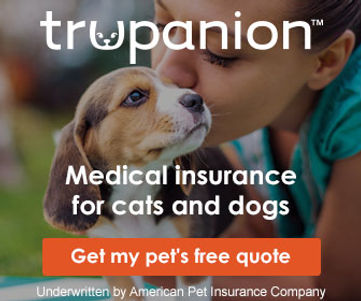 trupanion™
Medical insurance
for cats and dogs
Get my pet's free quote
Underwritten by American Pet Insurance Company